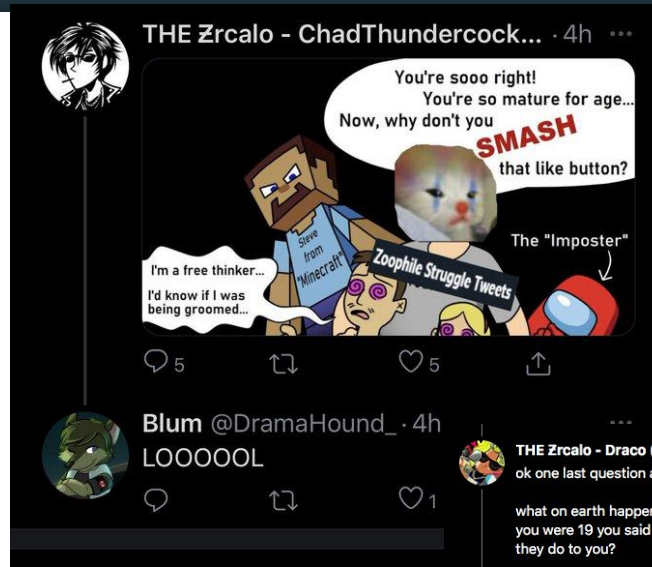 THE Ƶrcalo - ChadThundercock... · 4h ...
You're sooo right!
You're so mature for age...
Now, why don't you
SMASH
that like button?
The "Imposter"
Steve
from
"Minecraft"
Zoophile Struggle Tweets
I'm a free thinker...
I'd know if I was
being groomed...
5
5
Blum @DramaHound_ · 4h
LOOOOOL
1
...
THE Ƶrcalo - Draco
ok one last question
what on earth
you were 19 you said
they do to you?